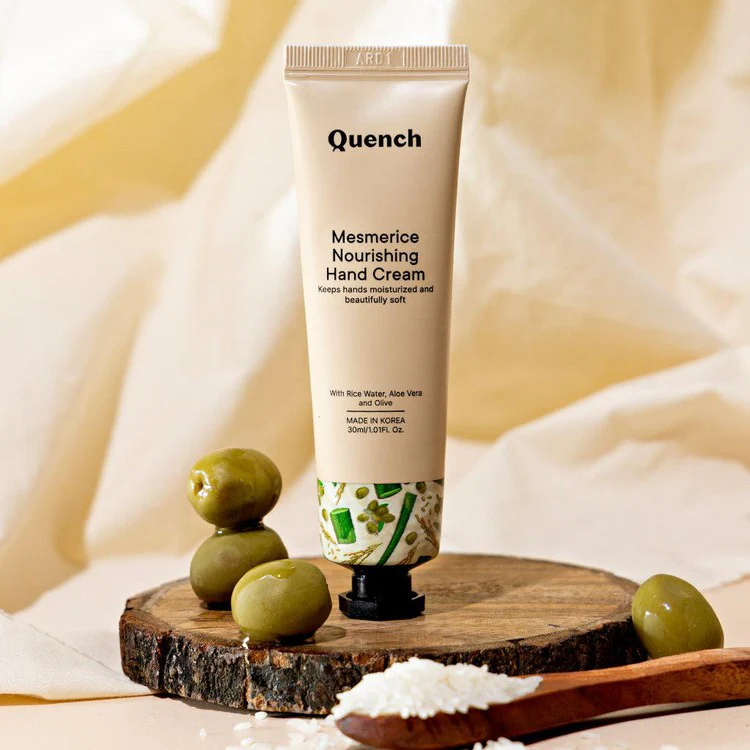 ARD1
Quench
Mesmerice
Nourishing
Hand Cream
Keeps hands moisturized and
beautifully soft
With Rice Water, Aloe Vera
and Olive
MADE IN KOREA
30ml/1.01Fl. Oz.